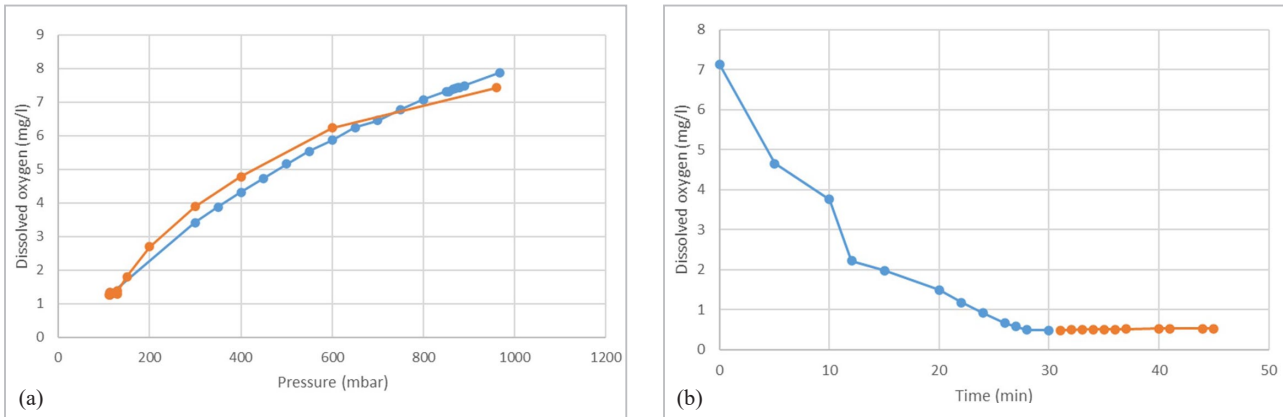 9
8
7
6
5
4
3
2
1
0
0 200 400 600 800 1000 1200
Dissolved oxygen (mg/l)
Pressure (mbar)
(a)
8
7
6
5
4
3
2
1
0
0 10 20 30 40 50
Dissolved oxygen (mg/l)
Time (min)
(b)